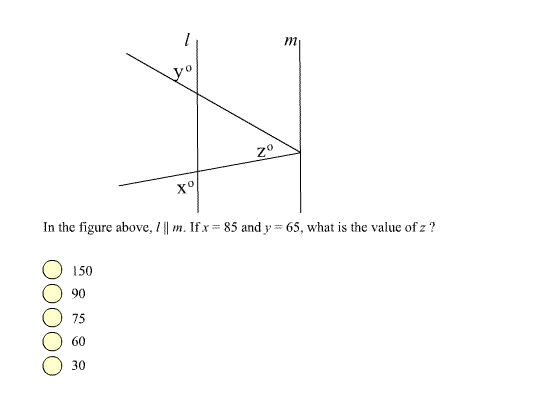 l m
y°
z°
x°
In the figure above, l || m. If x = 85 and y = 65, what is the value of z ?
150
90
75
60
30